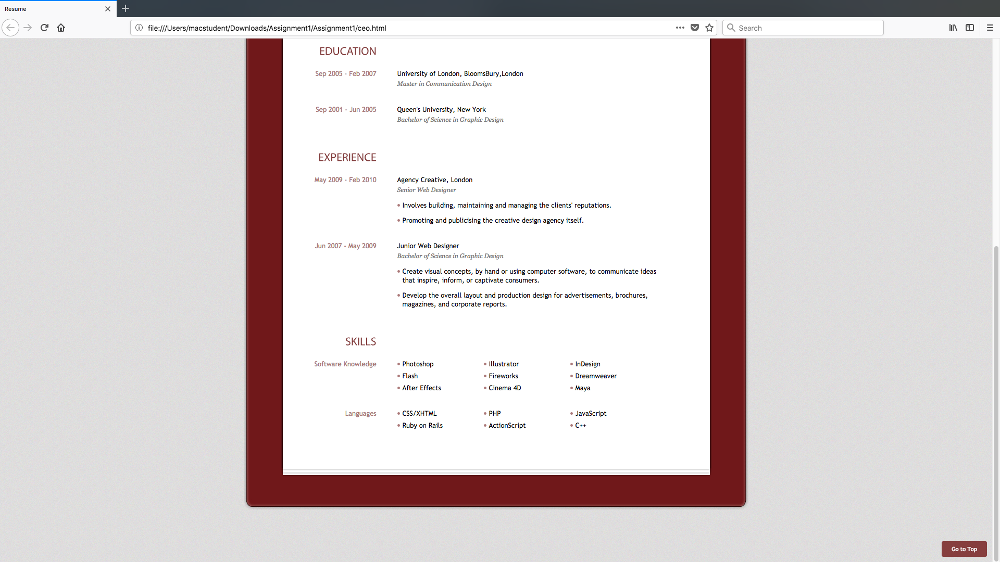 Resume
file:///Users/macstudent/Downloads/Assignment1/Assignment1/ceo.html
Search
EDUCATION
Sep 2005 - Feb 2007 University of London, BloomsBury,London
Master in Communication Design
Sep 2001 - Jun 2005 Queen's University, New York
Bachelor of Science in Graphic Design
EXPERIENCE
May 2009 - Feb 2010 Agency Creative, London
Senior Web Designer
• Involves building, maintaining and managing the clients' reputations.
• Promoting and publicising the creative design agency itself.
Jun 2007 - May 2009 Junior Web Designer
Bachelor of Science in Graphic Design
• Create visual concepts, by hand or using computer software, to communicate ideas
that inspire, inform, or captivate consumers.
• Develop the overall layout and production design for advertisements, brochures,
magazines, and corporate reports.
SKILLS
Software Knowledge • Photoshop • Illustrator • InDesign
• Flash • Fireworks • Dreamweaver
• After Effects • Cinema 4D • Maya
Languages • CSS/XHTML • PHP • JavaScript
• Ruby on Rails • ActionScript • C++
Go to Top